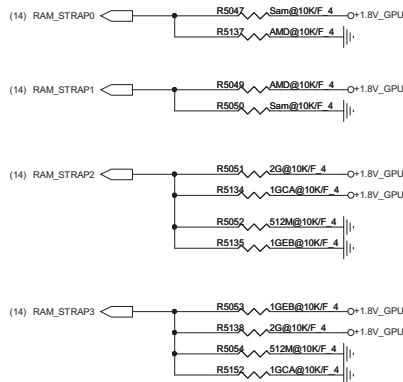 R5047 Sam@10K/F_4
(14) RAM_STRAP0 +1.8V_GPU
R5137 AMD@10K/F_4
R5049 AMD@10K/F_4
(14) RAM_STRAP1 +1.8V_GPU
R5050 Sam@10K/F_4
R5051 2G@10K/F_4
(14) RAM_STRAP2 +1.8V_GPU
R5134 1GCA@10K/F_4
+1.8V_GPU
R5052 512M@10K/F_4
R5135 1GEB@10K/F_4
R5053 1GEB@10K/F_4
(14) RAM_STRAP3 +1.8V_GPU
R5138 2G@10K/F_4
+1.8V_GPU
R5054 512M@10K/F_4
R5152 1GCA@10K/F_4